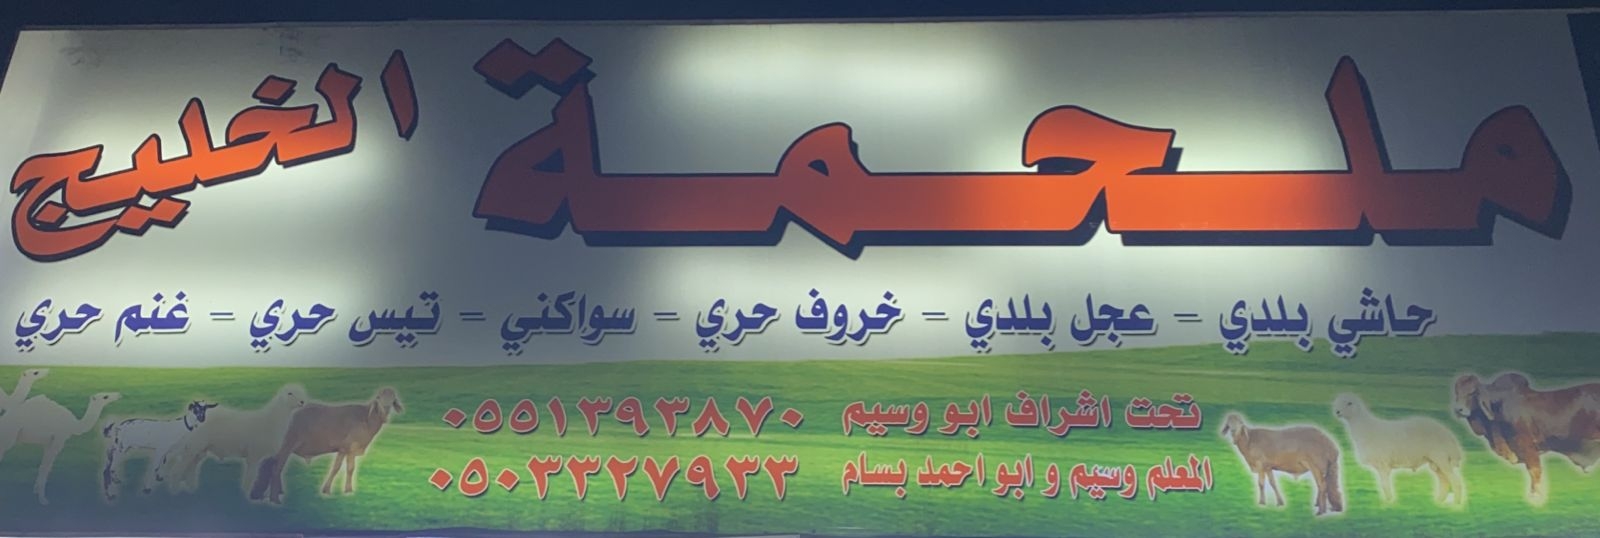 ملحمة الخليج
حاشي بلدي - عجل بلدي - خروف حري - سواكني - تيس حري - غنم حري
تحت اشراف ابو وسيم ٠٥٥١٣٩٣٨٧٠
المعلم وسيم و ابو احمد بسام ٠٥٠٣٣٢٧٩٣٣